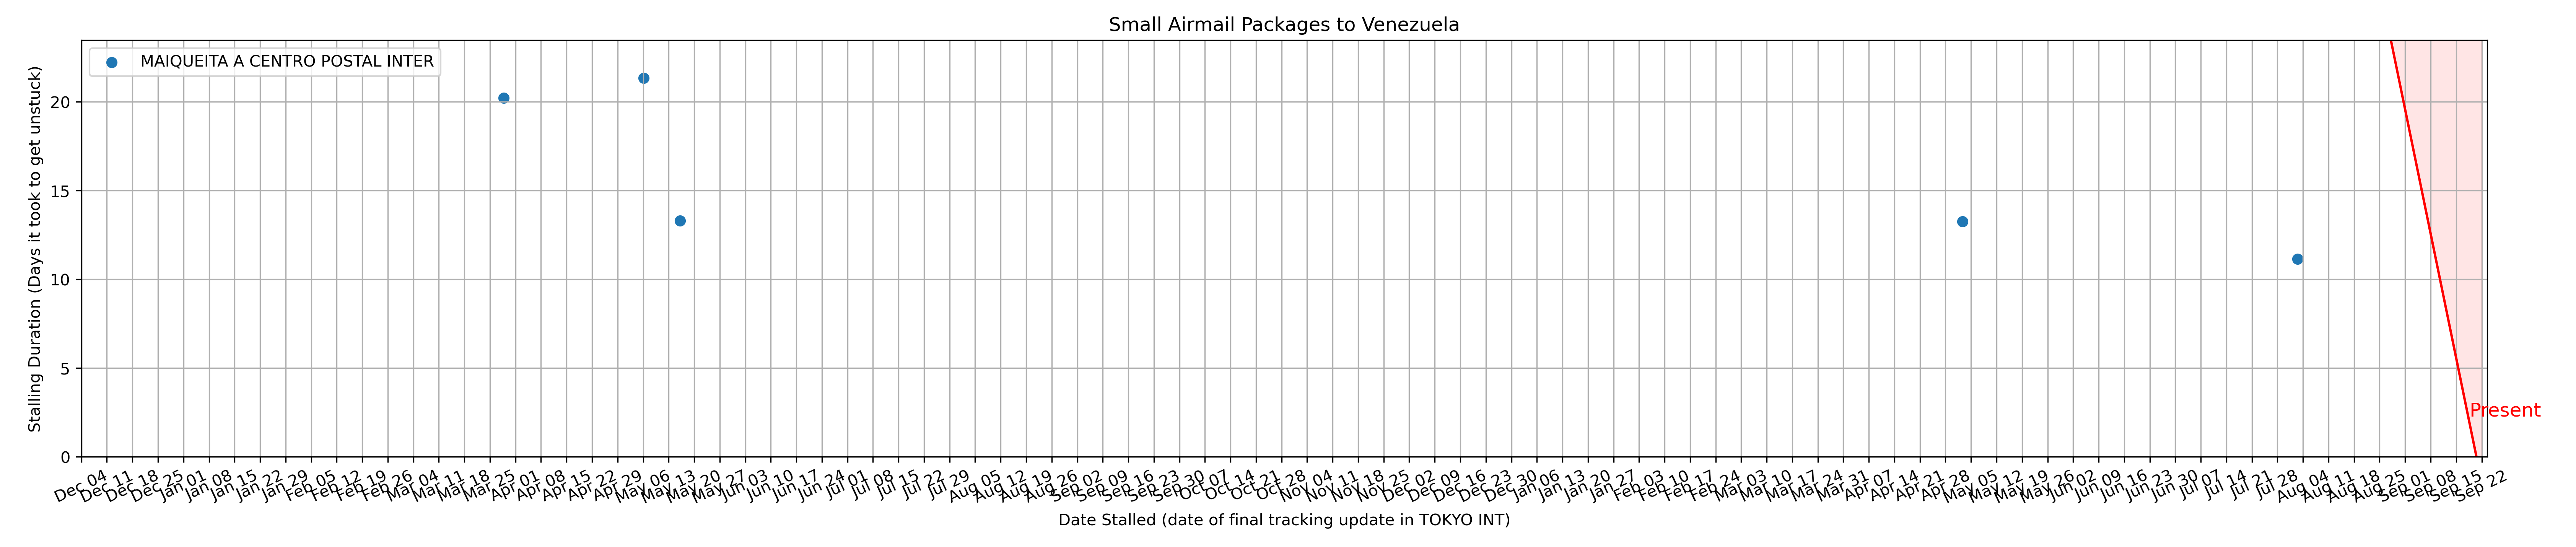 Small Airmail Packages to Venezuela
MAIQUEITA A CENTRO POSTAL INTER
Stalling Duration (Days it took to get unstuck)
20
15
10
5
0
Present
Dec 04 Dec 11 Dec 18 Dec 25 Jan 01 Jan 08 Jan 15 Jan 22 Jan 29 Feb 05 Feb 12 Feb 19 Feb 26 Mar 04 Mar 11 Mar 18 Mar 25 Apr 01 Apr 08 Apr 15 Apr 22 Apr 29 May 06 May 13 May 20 May 27 Jun 03 Jun 10 Jun 17 Jun 24 Jul 01 Jul 08 Jul 15 Jul 22 Jul 29 Aug 05 Aug 12 Aug 19 Aug 26 Sep 02 Sep 09 Sep 16 Sep 23 Sep 30 Oct 07 Oct 14 Oct 21 Oct 28 Nov 04 Nov 11 Nov 18 Nov 25 Dec 02 Dec 09 Dec 16 Dec 23 Dec 30 Jan 06 Jan 13 Jan 20 Jan 27 Feb 03 Feb 10 Feb 17 Feb 24 Mar 03 Mar 10 Mar 17 Mar 24 Mar 31 Apr 07 Apr 14 Apr 21 Apr 28 May 05 May 12 May 19 May 26 Jun 02 Jun 09 Jun 16 Jun 23 Jun 30 Jul 07 Jul 14 Jul 21 Jul 28 Aug 04 Aug 11 Aug 18 Aug 25 Sep 01 Sep 08 Sep 15 Sep 22
Date Stalled (date of final tracking update in TOKYO INT)